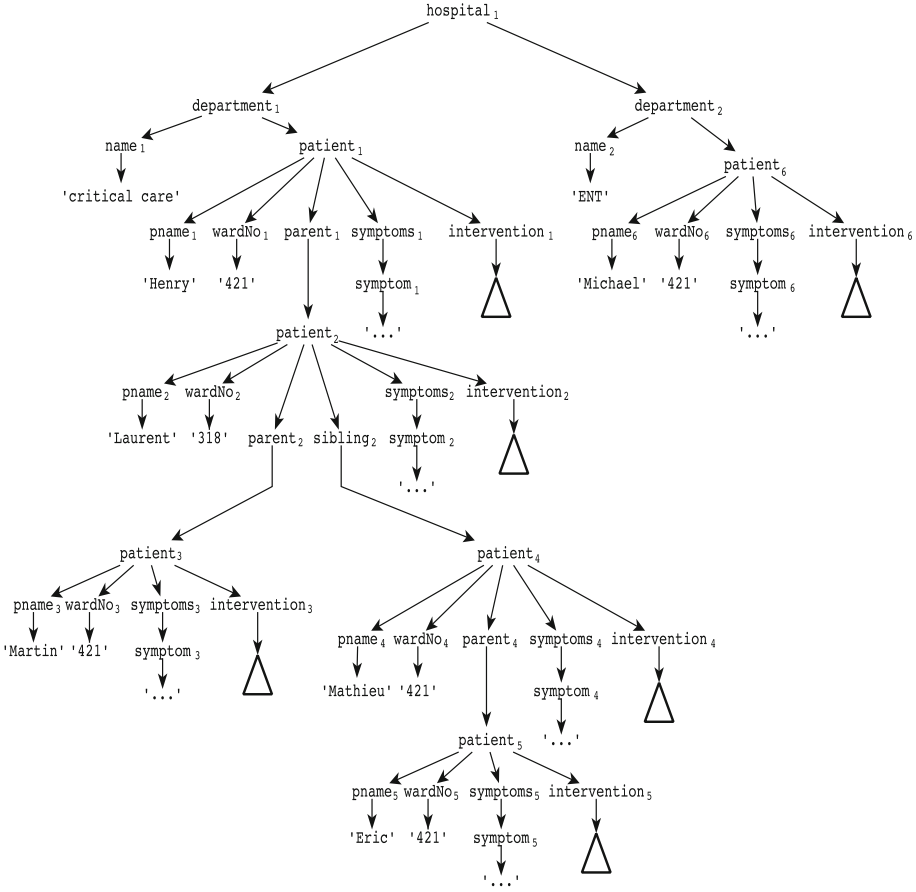 hospital1
department1 department2
name1 patient1 name2 patient6
'critical care' 'ENT'
pname1 wardNo1 parent1 symptoms1 intervention1 pname6 wardNo6 symptoms6 intervention6
'Henry' '421' symptom1 'Michael' '421' symptom6
patient2 '...' '...'
pname2 wardNo2 symptoms2 intervention2
'Laurent' '318' parent2 sibling2 symptom2
'...'
patient3 patient4
pname3 wardNo3 symptoms3 intervention3
'Martin' '421' symptom3 pname4 wardNo4 parent4 symptoms4 intervention4
'...' 'Mathieu' '421' symptom4
patient5 '...'
pname5 wardNo5 symptoms5 intervention5
'Eric' '421' symptom5
'...'